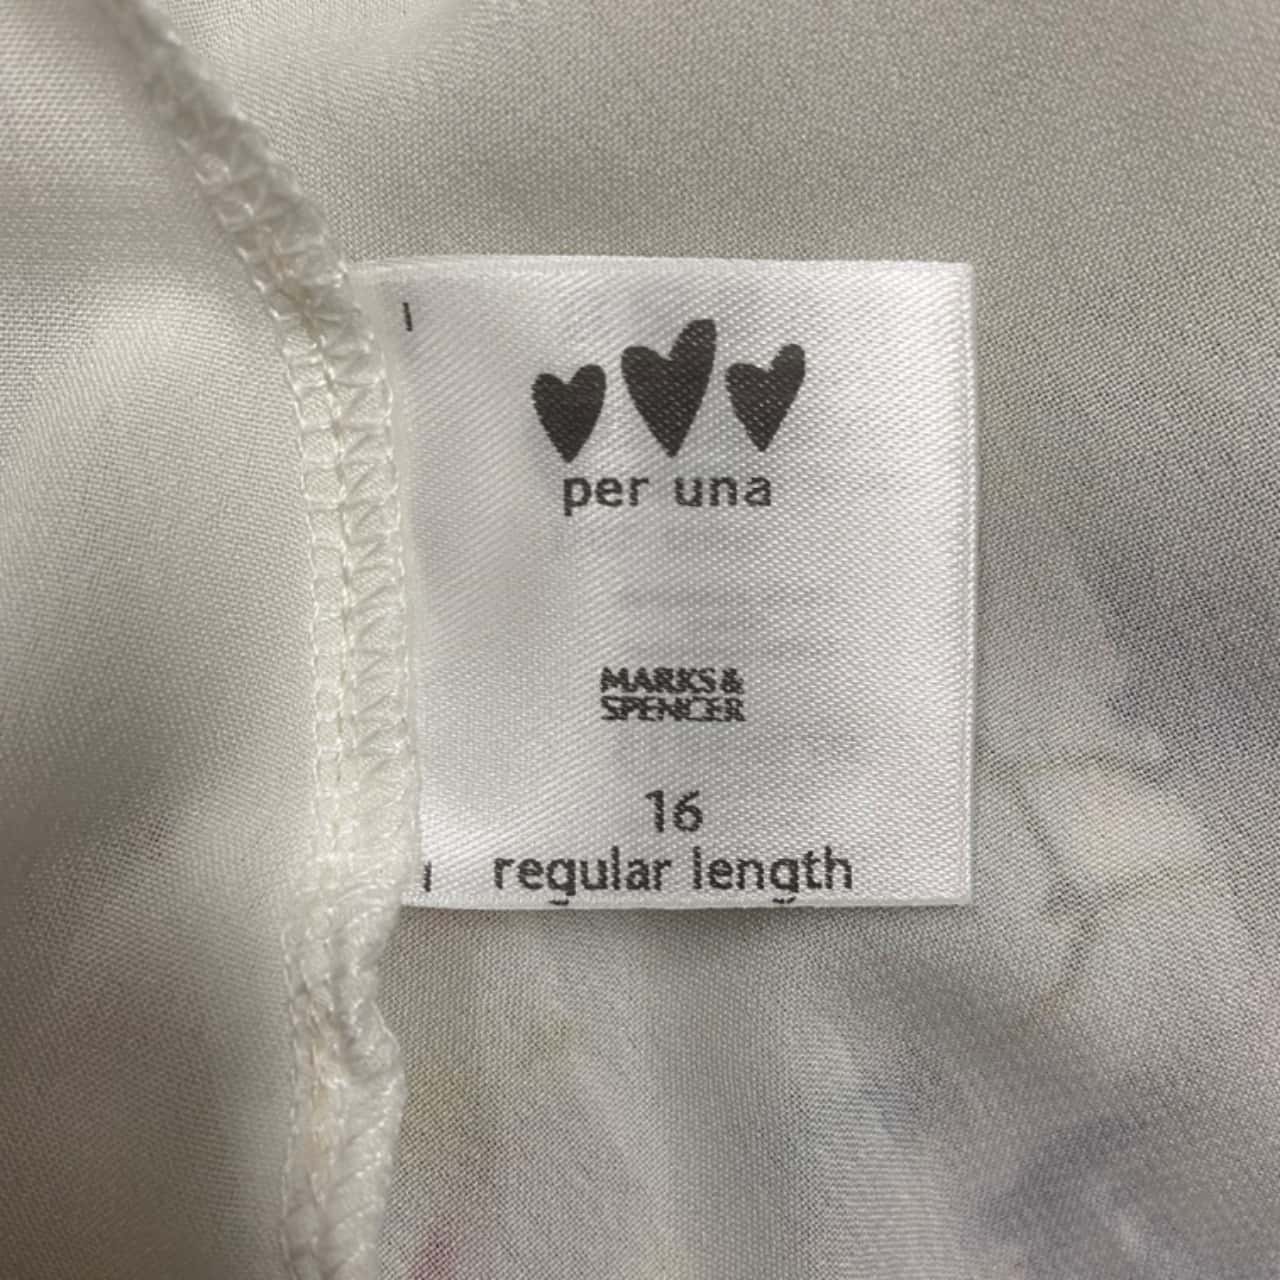 per una
MARKS &
SPENCER
16
regular length